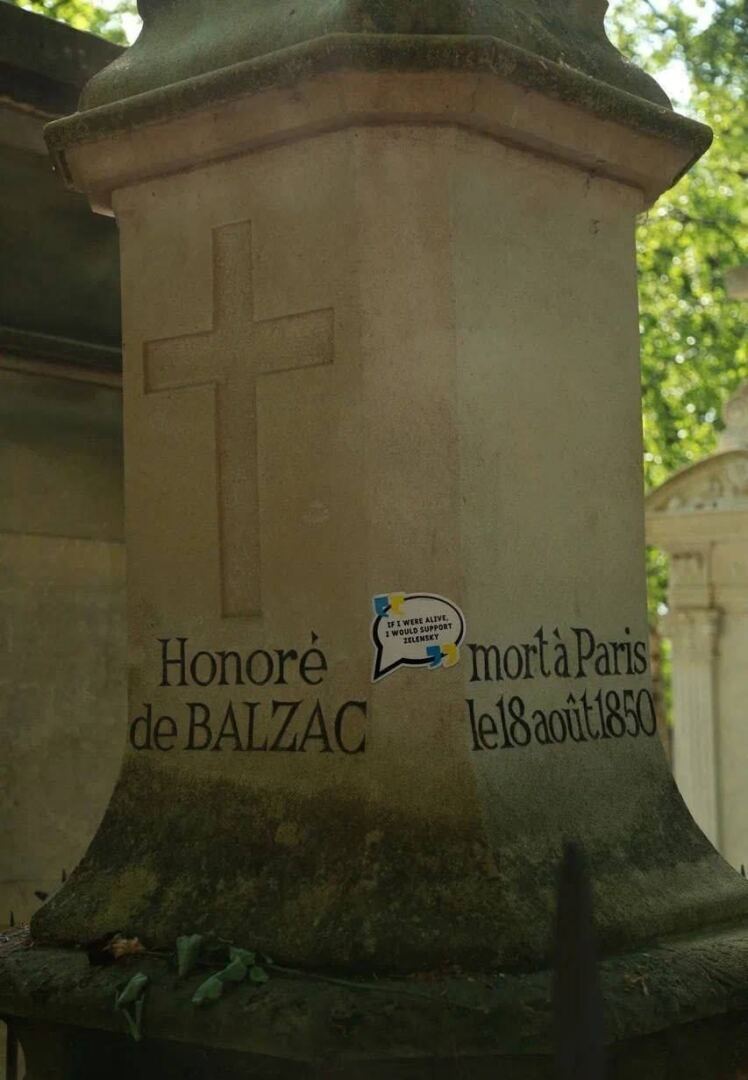 Honoré
de BALZAC
IF I WERE ALIVE,
I WOULD SUPPORT
ZELENSKY
mort à Paris
le 18 août 1850